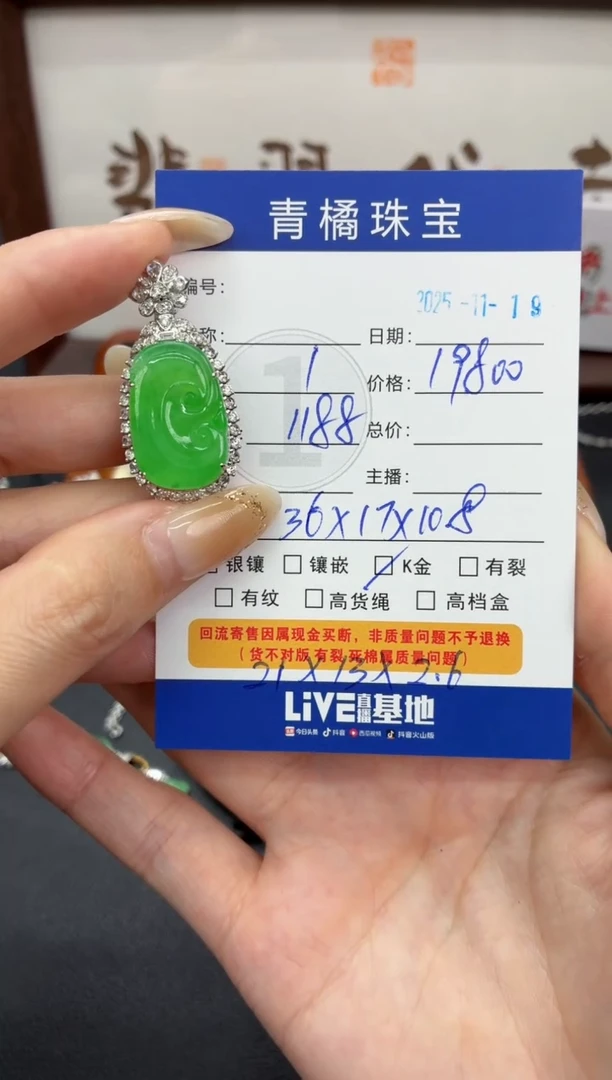 翡翠
青橘珠宝
编号：
2025-11-19
称： 日期：
1 价格： 19800
1188 总价：
1
主播：
36X17X10.8
银镶 镶嵌 K金 有裂
有纹 高货绳 高档盒
回流寄售因属现金买断，非质量问题不予退换
（货不对版 有裂 死棉属质量问题）
21X13X2.6
LiVE直播基地
今日头条 抖音 西瓜视频 抖音火山版